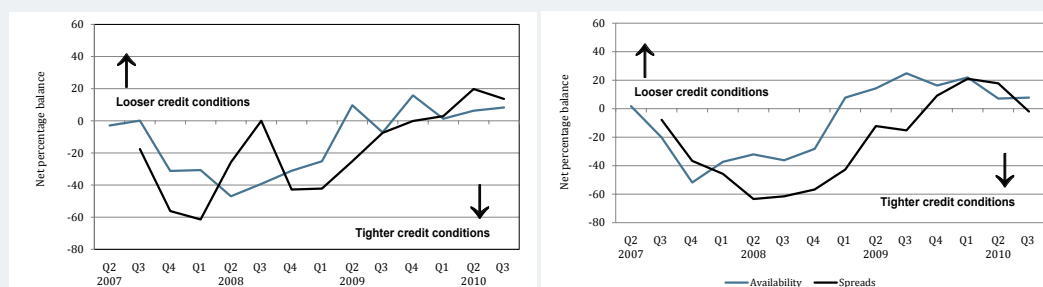 60
40
20
0
-20
-40
-60
-80
Net percentage balance
Looser credit conditions
Tighter credit conditions
Q2 Q3 Q4 Q1 Q2 Q3 Q4 Q1 Q2 Q3 Q4 Q1 Q2 Q3
2007 2008 2009 2010
60
40
20
0
-20
-40
-60
-80
Net percentage balance
Looser credit conditions
Tighter credit conditions
Q2 Q3 Q4 Q1 Q2 Q3 Q4 Q1 Q2 Q3 Q4 Q1 Q2 Q3
2007 2008 2009 2010
Availability Spreads